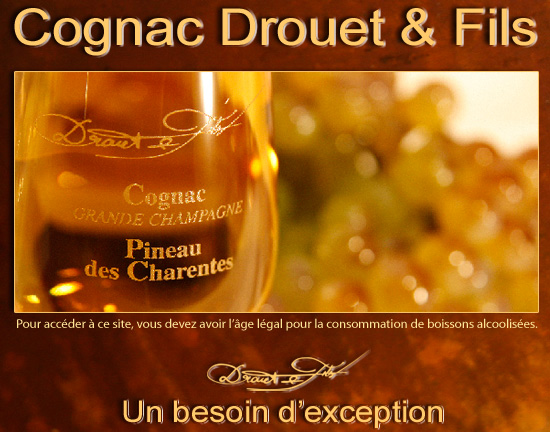 Cognac Drouet & Fils
Drouet & Fils
Cognac
GRANDE CHAMPAGNE
Pineau
des Charentes
Pour accéder à ce site, vous devez avoir l'âge légal pour la consommation de boissons alcoolisées.
Drouet & Fils
Un besoin d'exception